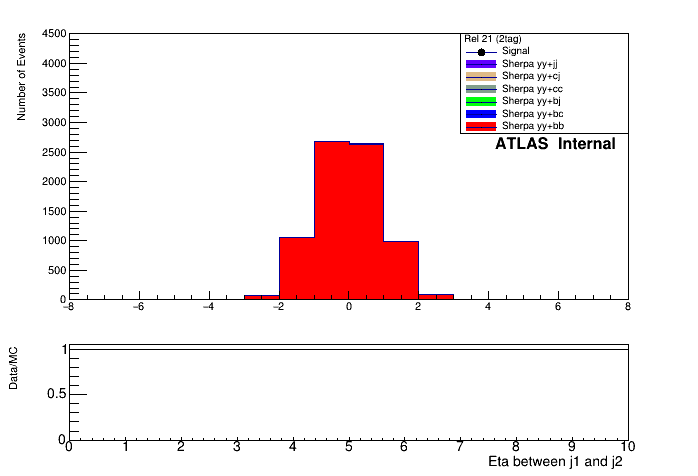 Number of Events
4500
4000
3500
3000
2500
2000
1500
1000
500
0
−8 −6 −4 −2 0 2 4 6 8
Rel 21 (2tag)
Signal
Sherpa yy+jj
Sherpa yy+cj
Sherpa yy+cc
Sherpa yy+bj
Sherpa yy+bc
Sherpa yy+bb
ATLAS Internal
Data/MC
1
0.5
0
0 1 2 3 4 5 6 7 8 9 10
Eta between j1 and j2